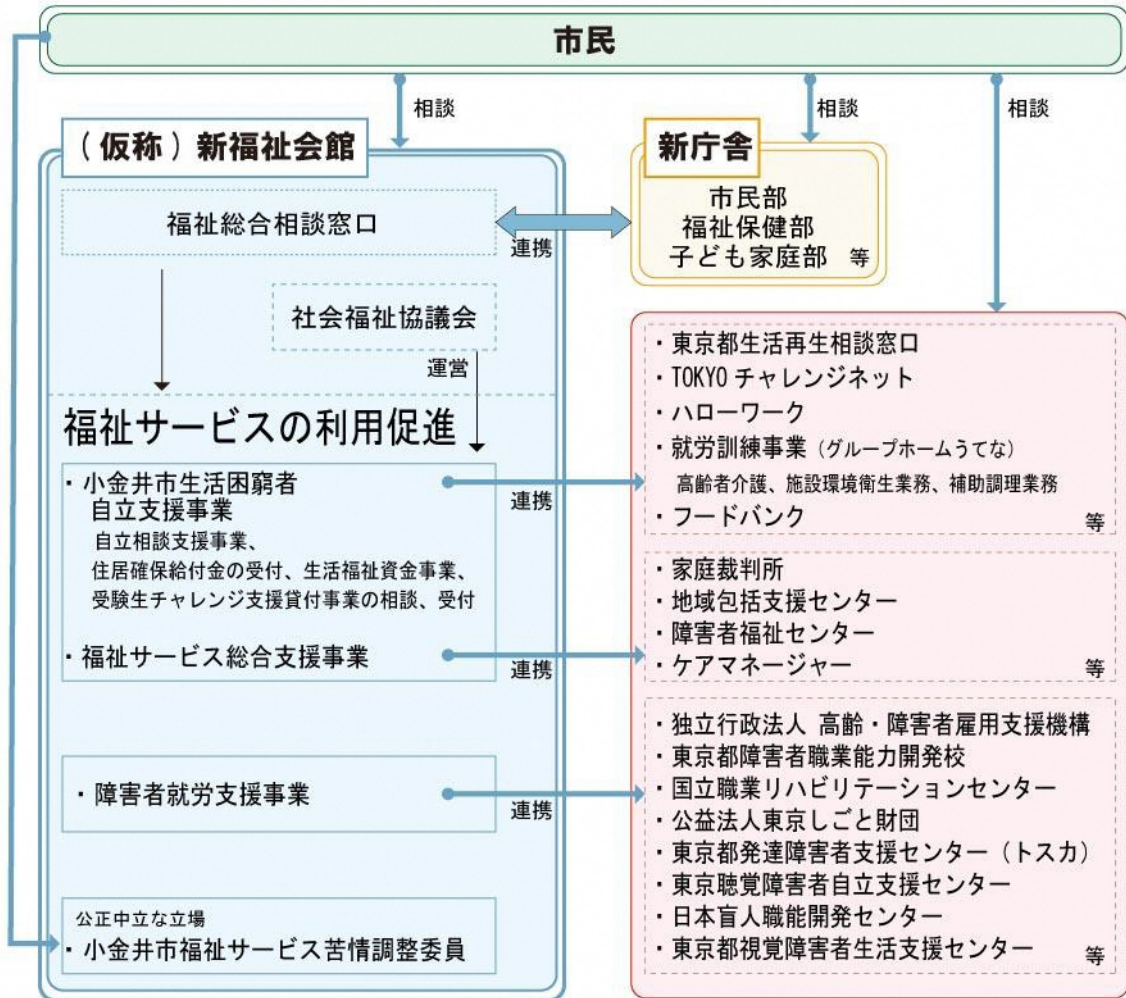 市民
相談
相談
相談
（仮称）新福祉会館
福祉総合相談窓口
連携
社会福祉協議会
運営
福祉サービスの利用促進
・小金井市生活困窮者
自立支援事業
自立相談支援事業、
住居確保給付金の受付、生活福祉資金事業、
受験生チャレンジ支援貸付事業の相談、受付
連携
・福祉サービス総合支援事業
連携
・障害者就労支援事業
連携
公正中立な立場
・小金井市福祉サービス苦情調整委員
新庁舎
市民部
福祉保健部
子ども家庭部 等
・東京都生活再生相談窓口
・TOKYO チャレンジネット
・ハローワーク
・就労訓練事業（グループホームうてな）
高齢者介護、施設環境衛生業務、補助調理業務
・フードバンク 等
・家庭裁判所
・地域包括支援センター
・障害者福祉センター
・ケアマネージャー 等
・独立行政法人 高齢・障害者雇用支援機構
・東京都障害者職業能力開発校
・国立職業リハビリテーションセンター
・公益法人東京しごと財団
・東京都発達障害者支援センター（トスカ）
・東京聴覚障害者自立支援センター
・日本盲人職能開発センター
・東京都視覚障害者生活支援センター 等